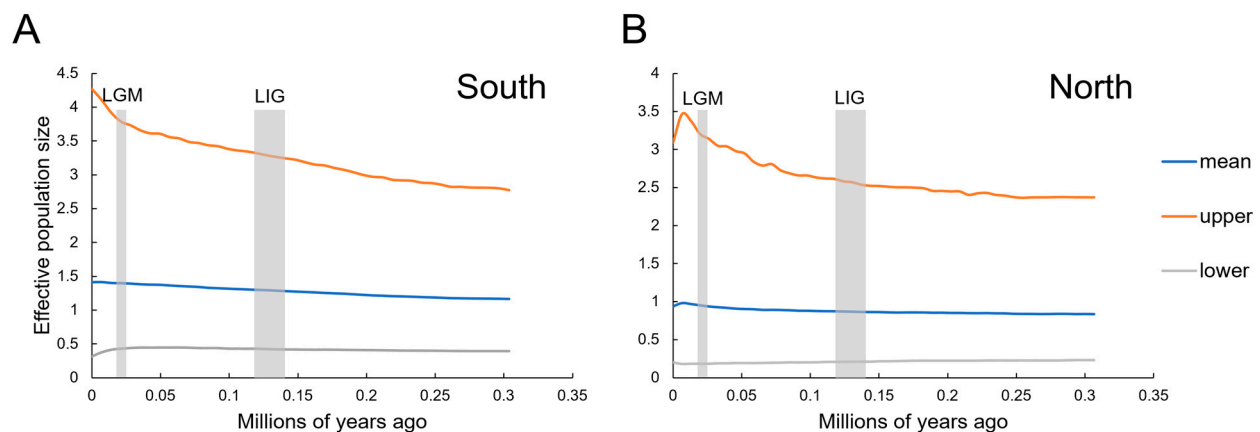 A
South
LGM
LIG
4.5
4
3.5
3
2.5
2
1.5
1
0.5
0
Effective population size
0
0.05
0.1
0.15
0.2
0.25
0.3
0.35
Millions of years ago
B
North
LGM
LIG
4
3.5
3
2.5
2
1.5
1
0.5
0
0
0.05
0.1
0.15
0.2
0.25
0.3
0.35
Millions of years ago
mean
upper
lower